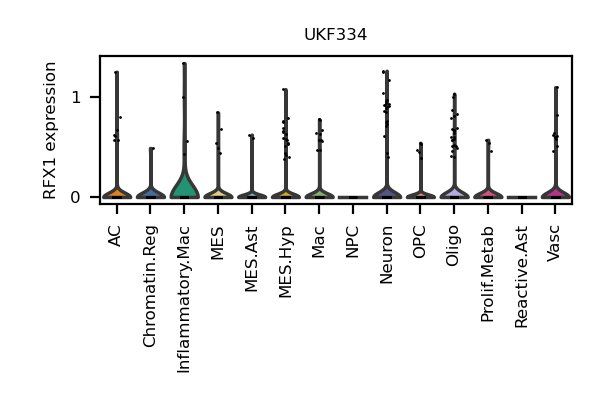 UKF334
RFX1 expression
1
0
AC
Chromatin.Reg
Inflammatory.Mac
MES
MES.Ast
MES.Hyp
Mac
NPC
Neuron
OPC
Oligo
Prolif.Metab
Reactive.Ast
Vasc